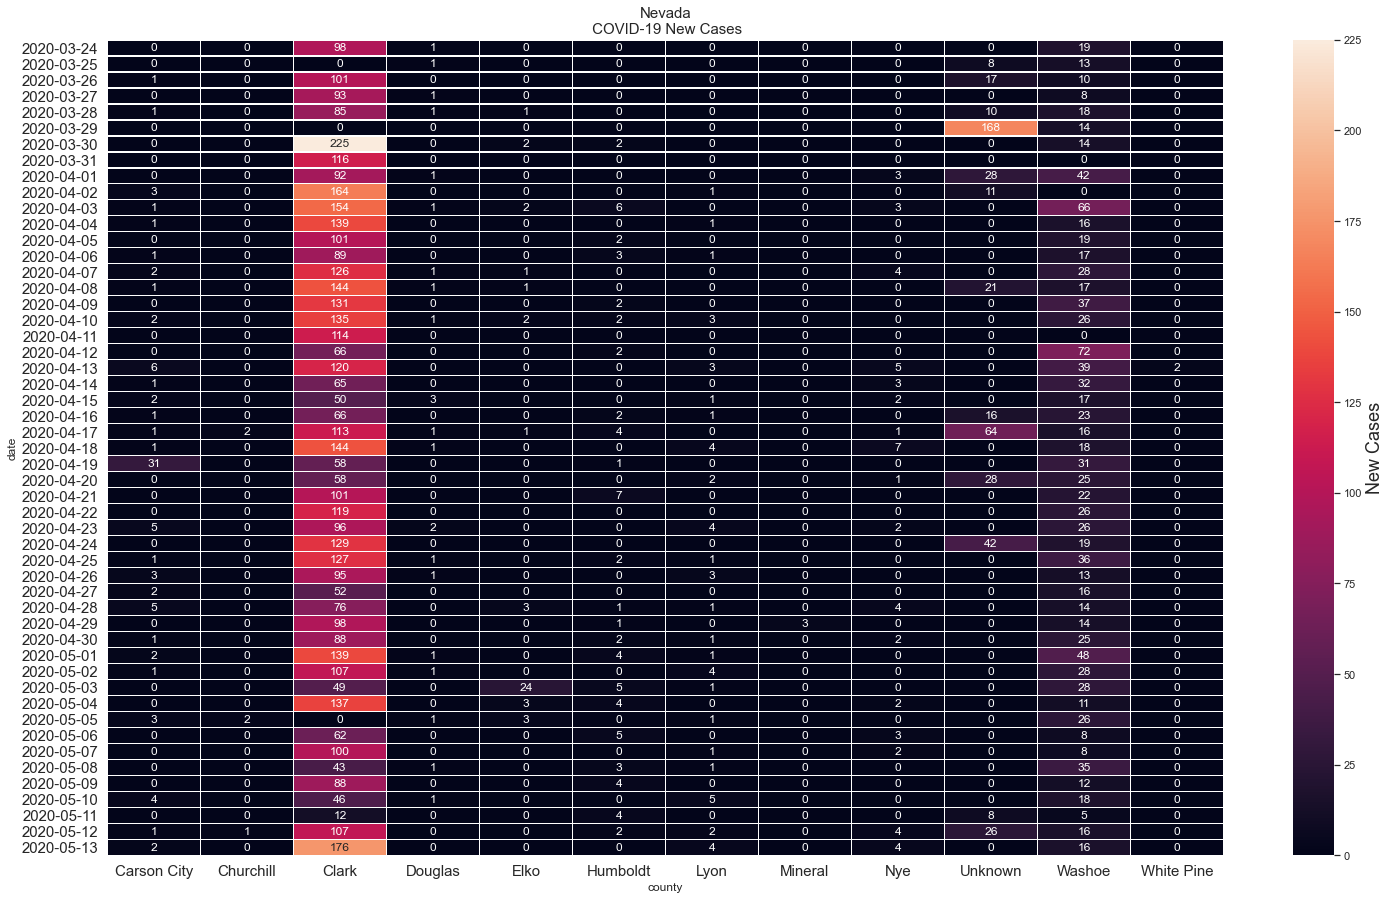 Nevada
COVID-19 New Cases
2020-03-24 0 0 98 1 0 0 0 0 0 0 19 0
2020-03-25 0 0 0 1 0 0 0 0 0 8 13 0
2020-03-26 1 0 101 0 0 0 0 0 0 17 10 0
2020-03-27 0 0 93 1 0 0 0 0 0 0 8 0
2020-03-28 1 0 85 1 1 0 0 0 0 10 18 0
2020-03-29 0 0 0 0 0 0 0 0 0 168 14 0
2020-03-30 0 0 225 0 2 2 0 0 0 0 14 0
2020-03-31 0 0 116 0 0 0 0 0 0 0 0 0
2020-04-01 0 0 92 1 0 0 0 0 3 28 42 0
2020-04-02 3 0 164 0 0 0 1 0 0 11 0 0
2020-04-03 1 0 154 1 2 6 0 0 3 0 66 0
2020-04-04 1 0 139 0 0 0 1 0 0 0 16 0
2020-04-05 0 0 101 0 0 2 0 0 0 0 19 0
2020-04-06 1 0 89 0 0 3 1 0 0 0 17 0
2020-04-07 2 0 126 1 1 0 0 0 4 0 28 0
2020-04-08 1 0 144 1 1 0 0 0 0 21 17 0
2020-04-09 0 0 131 0 0 2 0 0 0 0 37 0
2020-04-10 2 0 135 1 2 2 3 0 0 0 26 0
2020-04-11 0 0 114 0 0 0 0 0 0 0 0 0
2020-04-12 0 0 66 0 0 2 0 0 0 0 72 0
2020-04-13 6 0 120 0 0 0 3 0 5 0 39 2
2020-04-14 1 0 65 0 0 0 0 0 3 0 32 0
2020-04-15 2 0 50 3 0 0 1 0 2 0 17 0
2020-04-16 1 0 66 0 0 2 1 0 0 16 23 0
2020-04-17 1 2 113 1 1 4 0 0 1 64 16 0
2020-04-18 1 0 144 1 0 0 4 0 7 0 18 0
2020-04-19 31 0 58 0 0 1 0 0 0 0 31 0
2020-04-20 0 0 58 0 0 0 2 0 1 28 25 0
2020-04-21 0 0 101 0 0 7 0 0 0 0 22 0
2020-04-22 0 0 119 0 0 0 0 0 0 0 26 0
2020-04-23 5 0 96 2 0 0 4 0 2 0 26 0
2020-04-24 0 0 129 0 0 0 0 0 0 42 19 0
2020-04-25 1 0 127 1 0 2 1 0 0 0 36 0
2020-04-26 3 0 95 1 0 0 3 0 0 0 13 0
2020-04-27 2 0 52 0 0 0 0 0 0 0 16 0
2020-04-28 5 0 76 0 3 1 1 0 4 0 14 0
2020-04-29 0 0 98 0 0 1 0 3 0 0 14 0
2020-04-30 1 0 88 0 0 2 1 0 2 0 25 0
2020-05-01 2 0 139 1 0 4 1 0 0 0 48 0
2020-05-02 1 0 107 1 0 0 4 0 0 0 28 0
2020-05-03 0 0 49 0 24 5 1 0 0 0 28 0
2020-05-04 0 0 137 0 3 4 0 0 2 0 11 0
2020-05-05 3 2 0 1 3 0 1 0 0 0 26 0
2020-05-06 0 0 62 0 0 5 0 0 3 0 8 0
2020-05-07 0 0 100 0 0 0 1 0 2 0 8 0
2020-05-08 0 0 43 1 0 3 1 0 0 0 35 0
2020-05-09 0 0 88 0 0 4 0 0 0 0 12 0
2020-05-10 4 0 46 1 0 0 5 0 0 0 18 0
2020-05-11 0 0 12 0 0 4 0 0 0 8 5 0
2020-05-12 1 1 107 0 0 2 2 0 4 26 16 0
2020-05-13 2 0 176 0 0 0 4 0 4 0 16 0
Carson City Churchill Clark Douglas Elko Humboldt Lyon Mineral Nye Unknown Washoe White Pine
county
date
225
200
175
150
125
100
75
50
25
0
New Cases